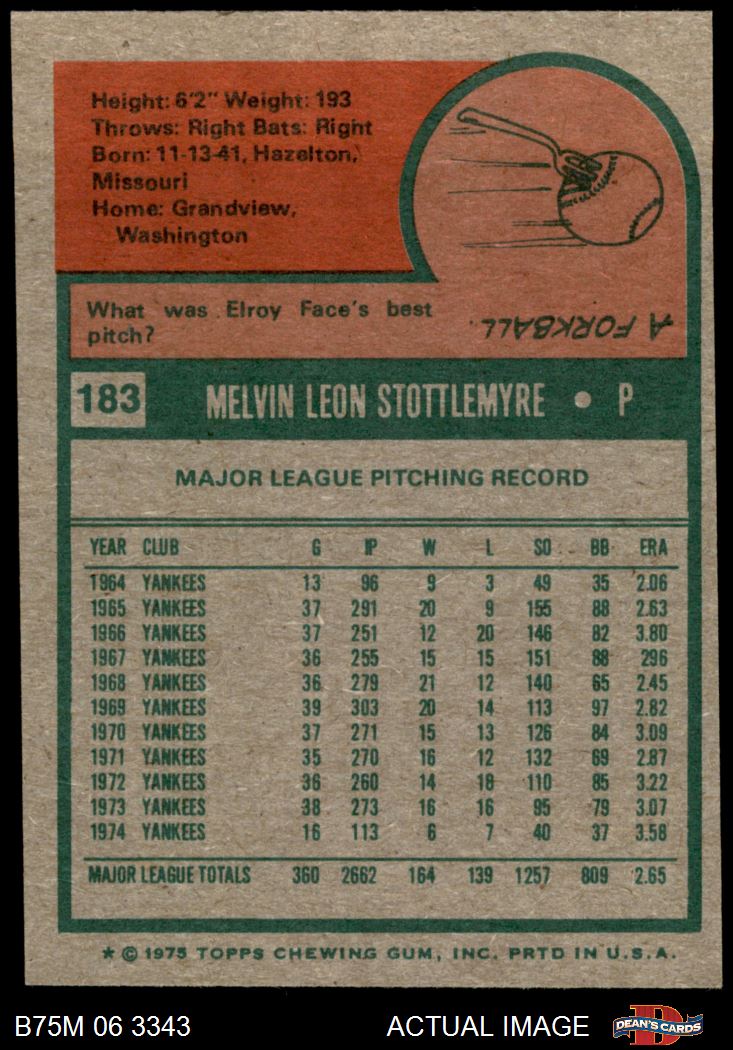 Height: 6'2" Weight: 193
Throws: Right Bats: Right
Born: 11-13-41, Hazelton,
Missouri
Home: Grandview,
Washington
What was Elroy Face's best
pitch?
A FORKBALL.
183 MELVIN LEON STOTTLEMYRE • P
MAJOR LEAGUE PITCHING RECORD
YEAR CLUB G IP W L SO BB ERA
1964 YANKEES 13 96 9 3 49 35 2.06
1965 YANKEES 37 291 20 9 155 88 2.63
1966 YANKEES 37 251 12 20 146 82 3.80
1967 YANKEES 36 255 15 15 151 88 296
1968 YANKEES 36 279 21 12 140 65 2.45
1969 YANKEES 39 303 20 14 113 97 2.82
1970 YANKEES 37 271 15 13 126 84 3.09
1971 YANKEES 35 270 16 12 132 69 2.87
1972 YANKEES 36 260 14 18 110 85 3.22
1973 YANKEES 38 273 16 16 95 79 3.07
1974 YANKEES 16 113 6 7 40 37 3.58
MAJOR LEAGUE TOTALS 360 2662 164 139 1257 809 2.65
* © 1975 TOPPS CHEWING GUM, INC. PRTD IN U.S.A.
B75M 06 3343 ACTUAL IMAGE D DEAN'S CARDS